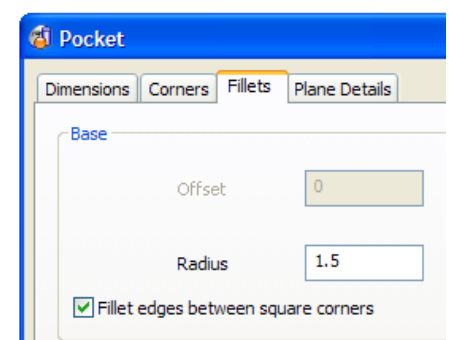 Pocket
Dimensions Corners Fillets Plane Details
Base
Offset 0
Radius 1.5
Fillet edges between square corners